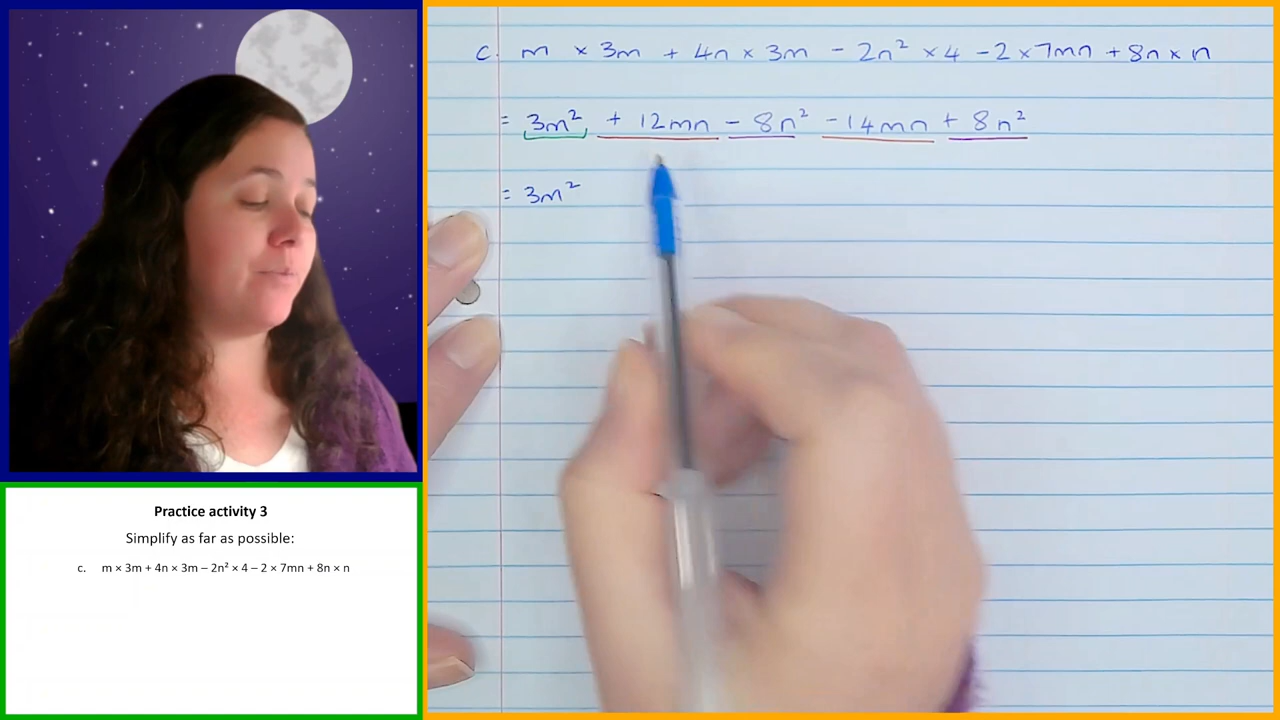 c. m × 3m + 4n × 3m - 2n² × 4 - 2 × 7mn + 8n × n
= 3m² + 12mn - 8n² - 14mn + 8n²
= 3m²
Practice activity 3
Simplify as far as possible:
c. m × 3m + 4n × 3m – 2n² × 4 – 2 × 7mn + 8n × n